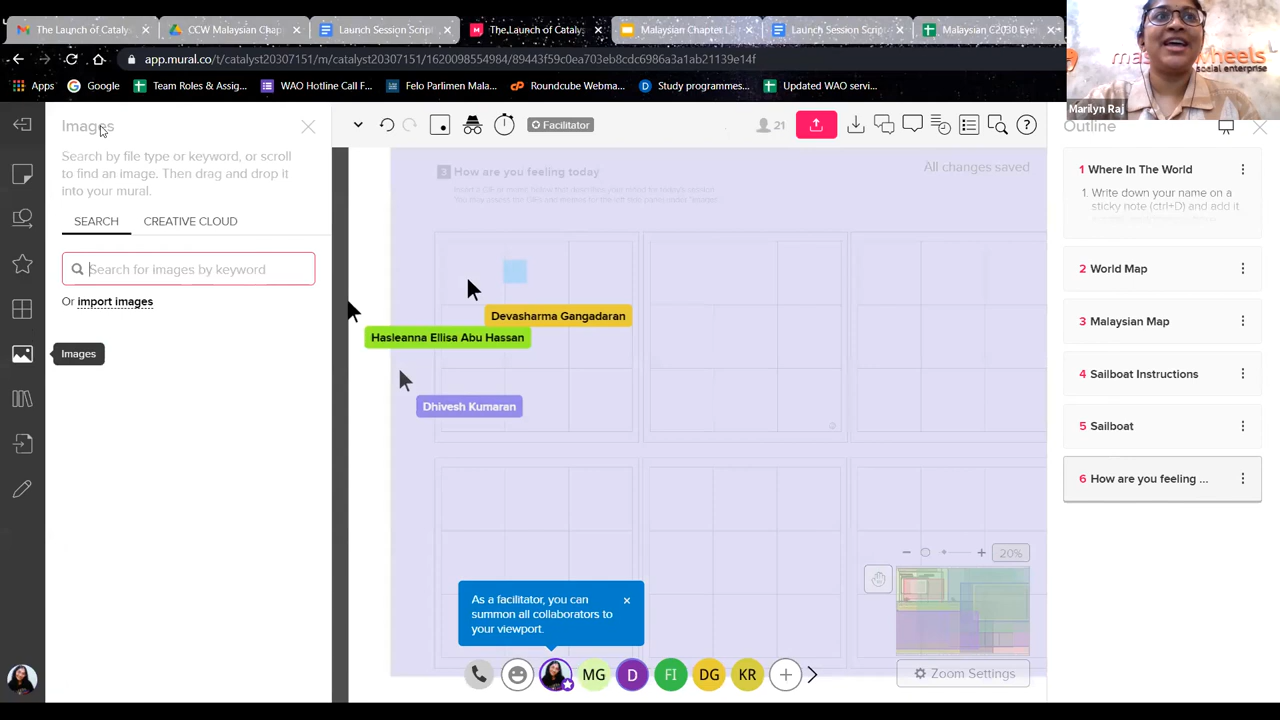 The Launch of Cataly
CCW Malaysian Chap
Launch Session Script
The Launch of Catalys
Malaysian Chapter L
Launch Session Scrip
Malaysian C2030 Eve
app.mural.co/t/catalyst20307151/m/catalyst20307151/1620098554984/89443f59c0ea703eb8cdc6986a3a1ab21139e14f
Apps
Google
Team Roles & Assig...
WAO Hotline Call F...
Felo Parlimen Mala...
Roundcube Webma...
Study programmes...
Updated WAO servi...
wheels
social enterprise
Marilyn Raj
Images
Search by file type or keyword, or scroll
to find an image. Then drag and drop it
into your mural.
SEARCH
CREATIVE CLOUD
Search for images by keyword
Or import images
Images
Facilitator
21
All changes saved
3 How are you feeling today
Devasharma Gangadaran
Hasleanna Ellisa Abu Hassan
Dhivesh Kumaran
As a facilitator, you can
summon all collaborators to
your viewport.
MG
D
FI
DG
KR
20%
Zoom Settings
Outline
1 Where In The World
1. Write down your name on a
sticky note (ctrl+D) and add it
2 World Map
3 Malaysian Map
4 Sailboat Instructions
5 Sailboat
6 How are you feeling ...